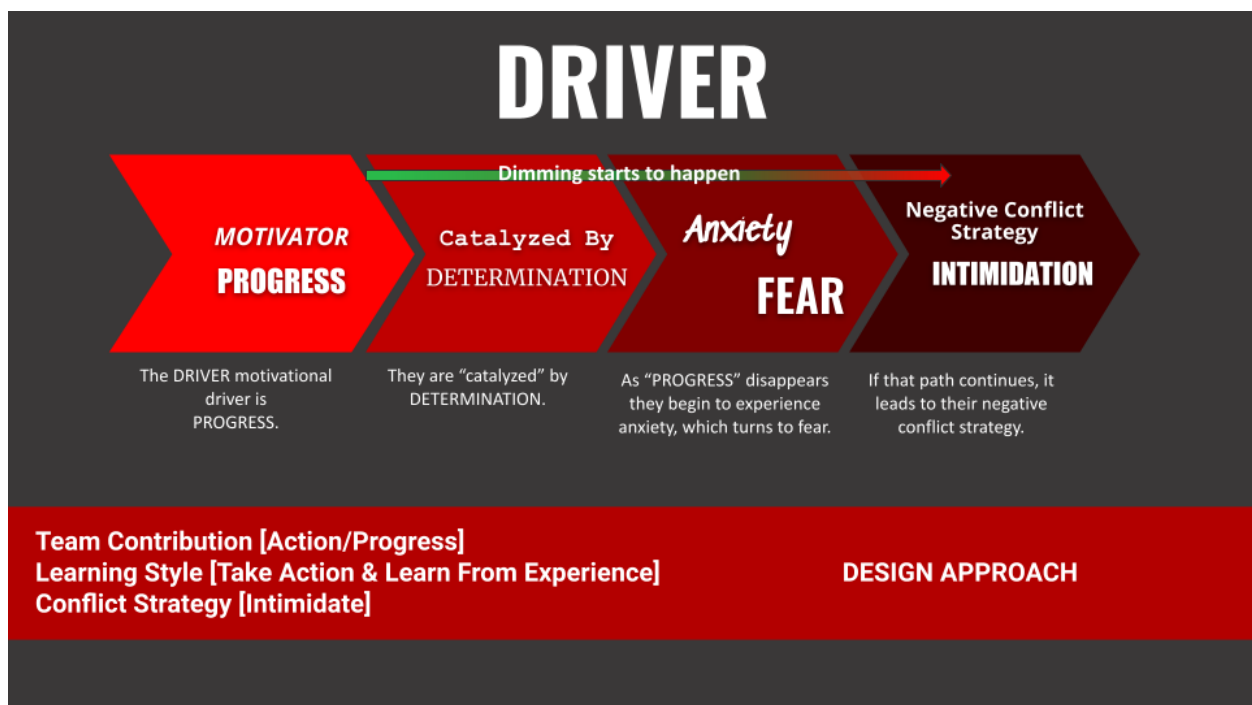 DRIVER
Dimming starts to happen
MOTIVATOR
PROGRESS
Catalyzed By
DETERMINATION
Anxiety
FEAR
Negative Conflict
Strategy
INTIMIDATION
The DRIVER motivational
driver is
PROGRESS.
They are “catalyzed” by
DETERMINATION.
As “PROGRESS” disappears
they begin to experience
anxiety, which turns to fear.
If that path continues, it
leads to their negative
conflict strategy.
Team Contribution [Action/Progress]
Learning Style [Take Action & Learn From Experience]
Conflict Strategy [Intimidate]
DESIGN APPROACH